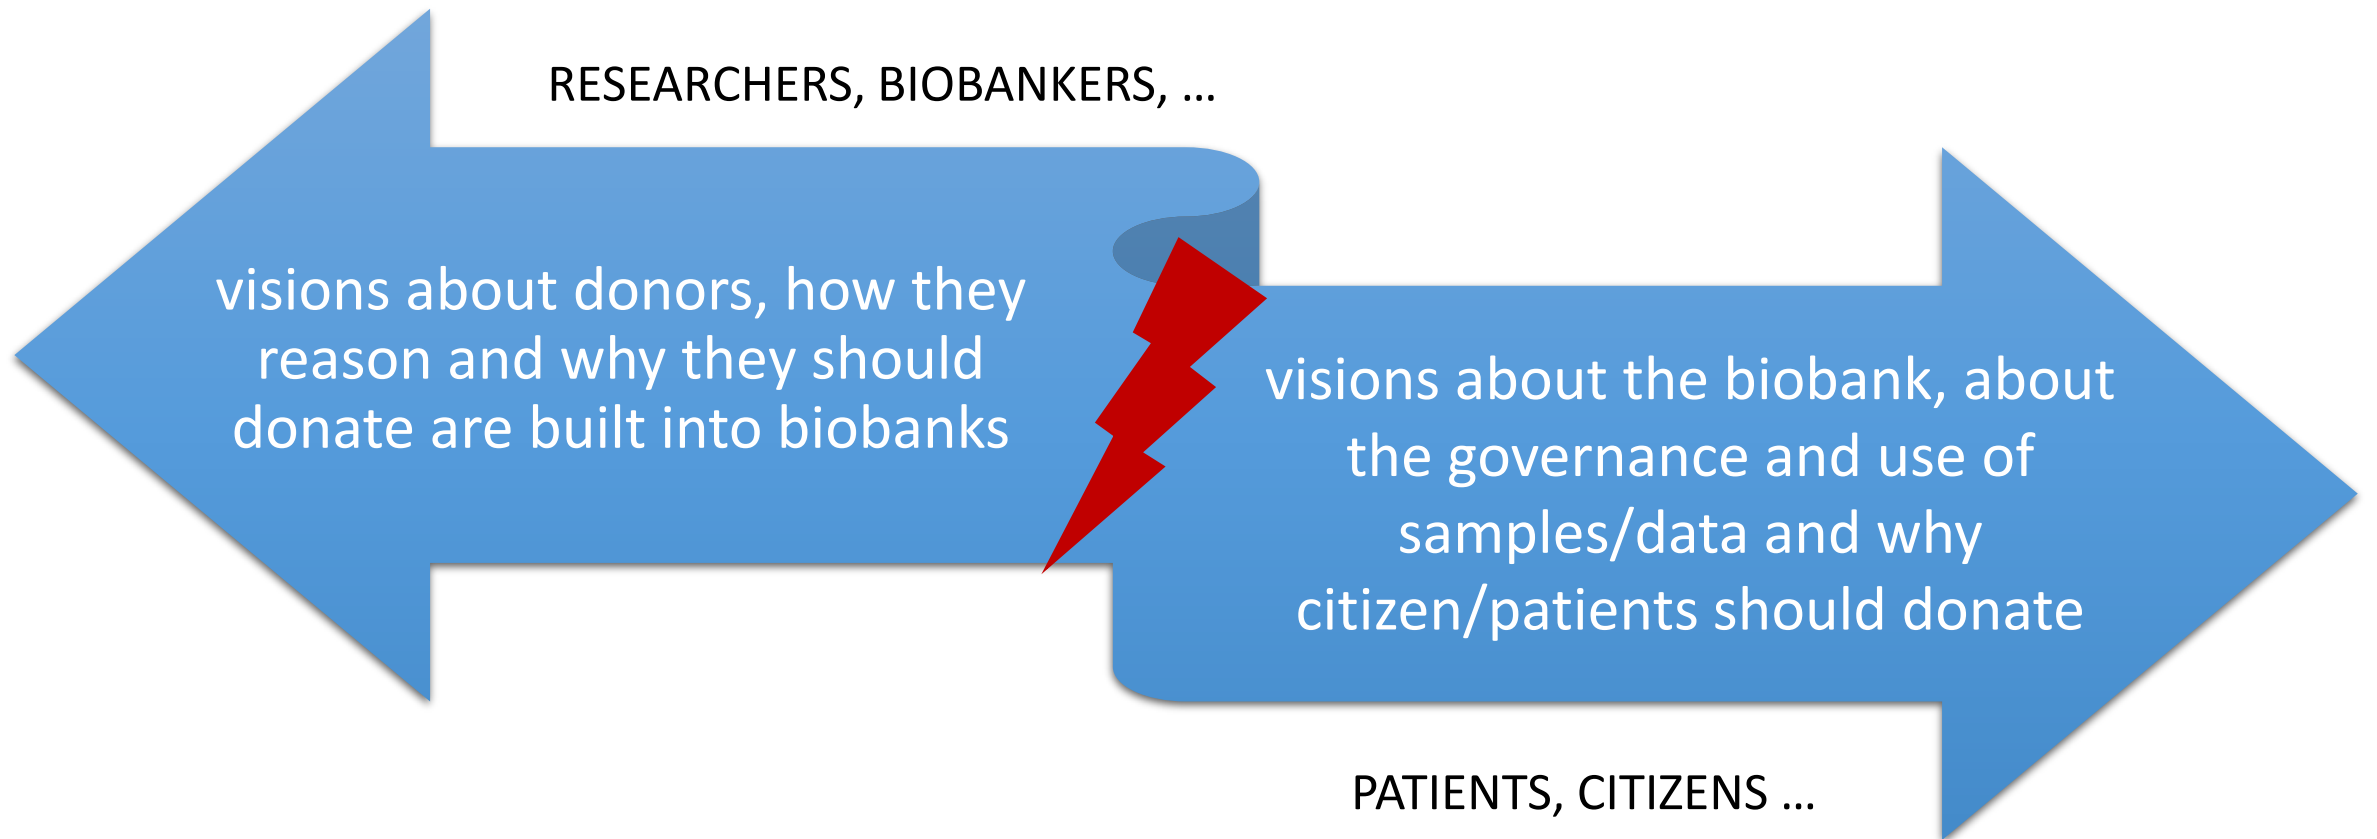 RESEARCHERS, BIOBANKERS, ...
visions about donors, how they
reason and why they should
donate are built into biobanks
visions about the biobank, about
the governance and use of
samples/data and why
citizen/patients should donate
PATIENTS, CITIZENS ...